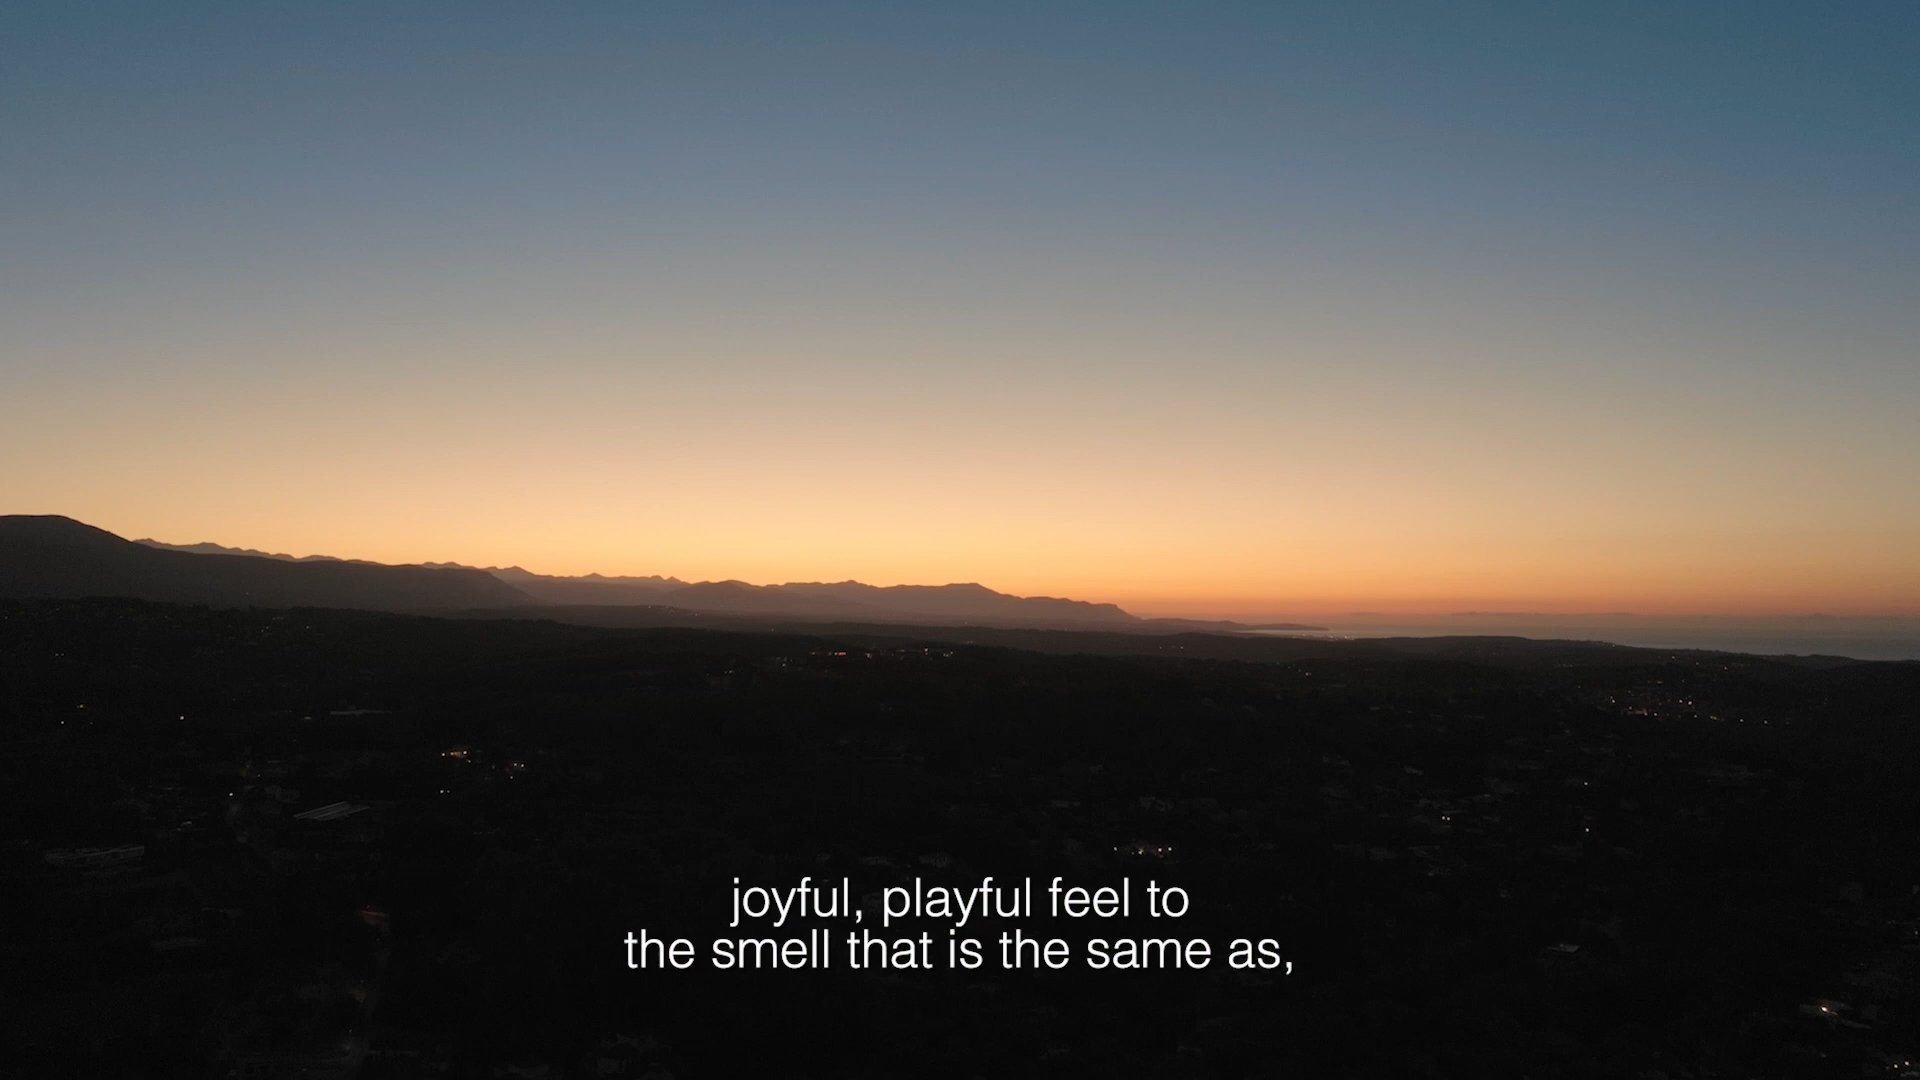 joyful, playful feel to
the smell that is the same as,